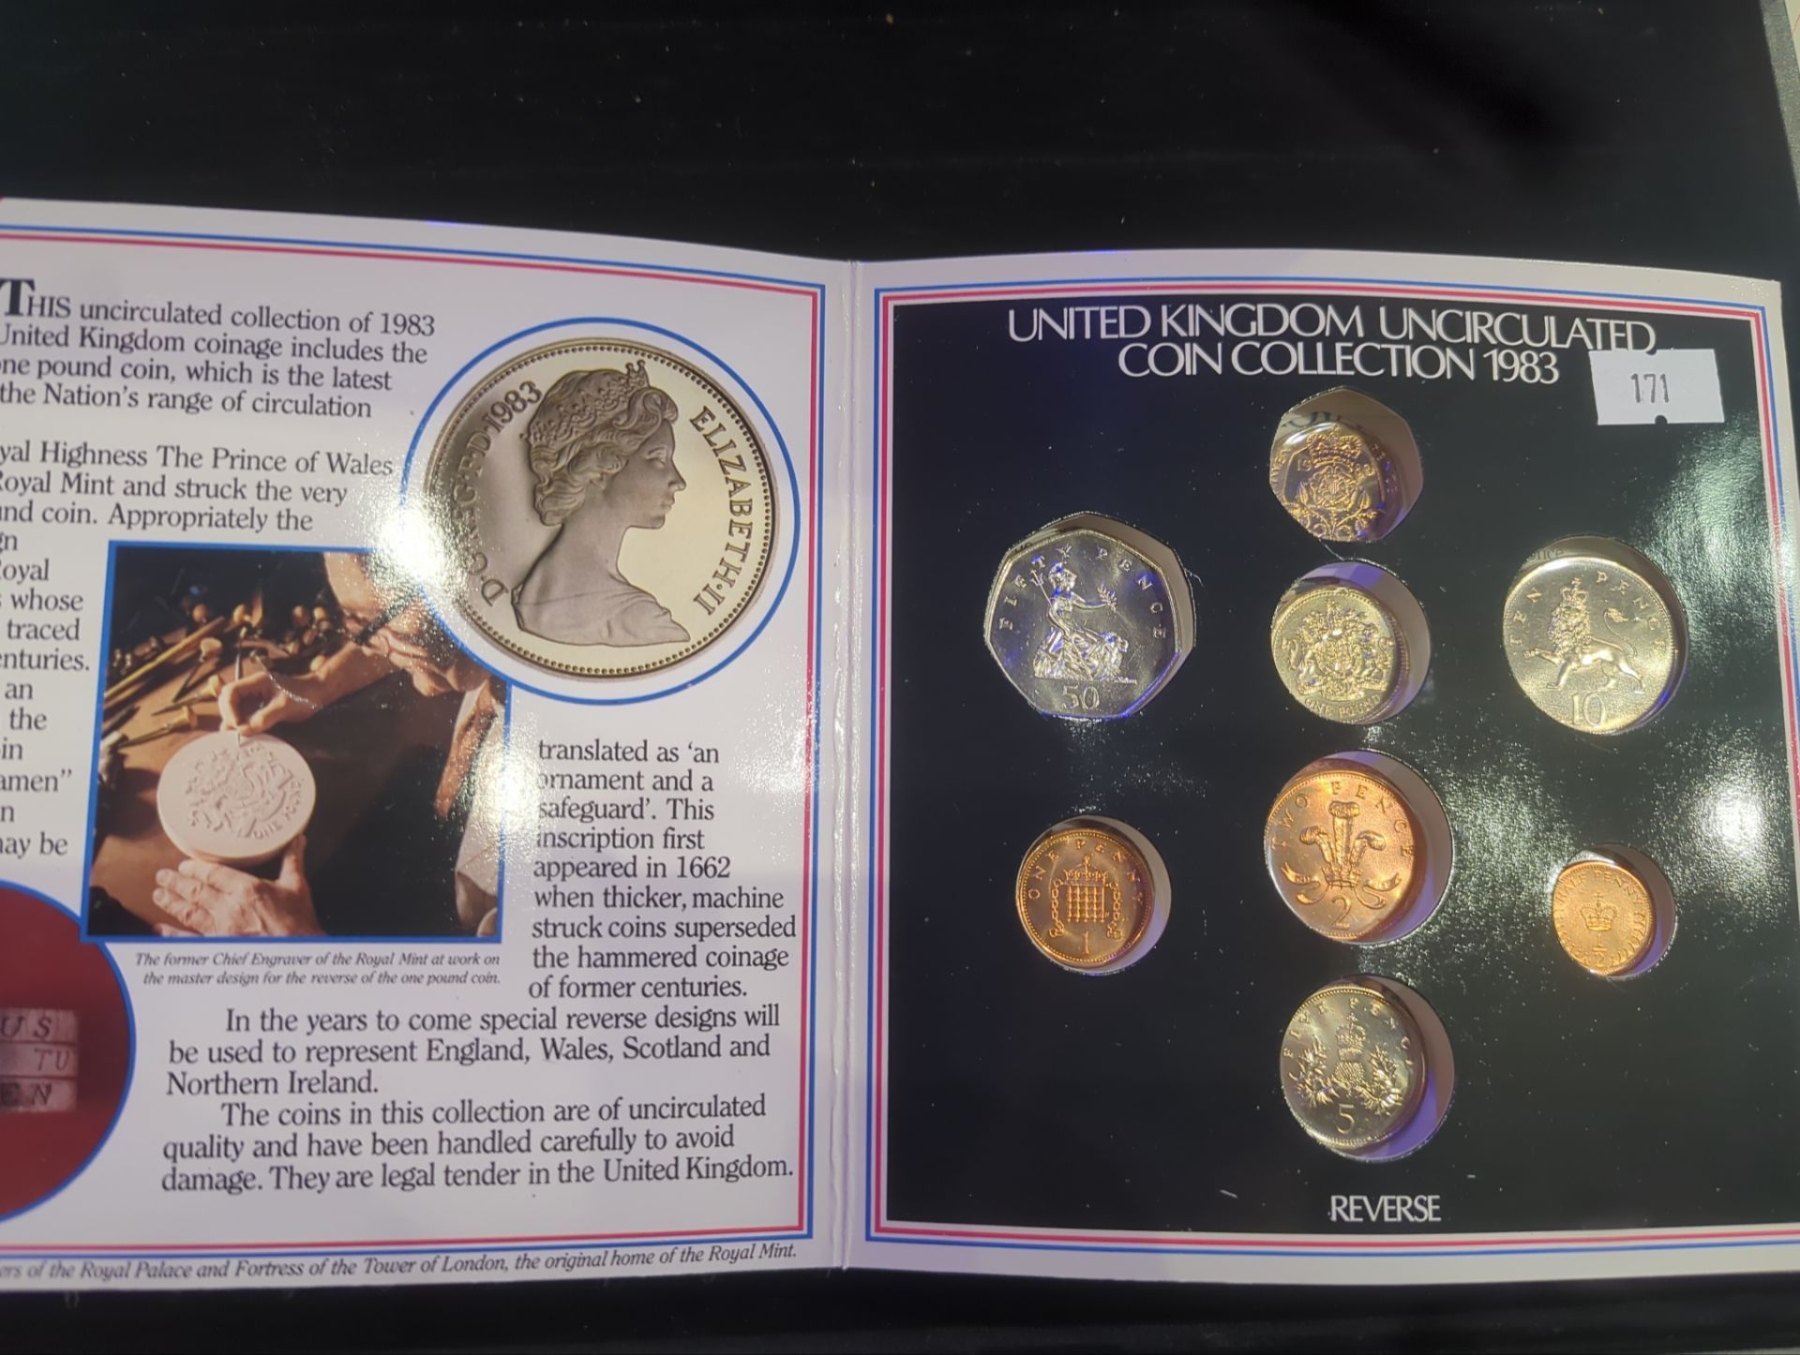 THIS uncirculated collection of 1983
United Kingdom coinage includes the
one pound coin, which is the latest
the Nation's range of circulation
Highness The Prince of Wales
Royal Mint and struck the very
coin. Appropriately the
whose
traced
an
the
in
may be
D·G·REG·F·D·1983
ELIZABETH·II
translated as 'an
ornament and a
safeguard'. This
inscription first
appeared in 1662
when thicker, machine
struck coins superseded
the hammered coinage
of former centuries.
The former Chief Engraver of the Royal Mint at work on
the master design for the reverse of the one pound coin.
In the years to come special reverse designs will
be used to represent England, Wales, Scotland and
Northern Ireland.
The coins in this collection are of uncirculated
quality and have been handled carefully to avoid
damage. They are legal tender in the United Kingdom.
of the Royal Palace and Fortress of the Tower of London, the original home of the Royal Mint.
UNITED KINGDOM UNCIRCULATED
COIN COLLECTION 1983
171
FIFTY PENCE
50
ONE POUND
TEN PENCE
10
ONE PENNY
1
TWO PENCE
2
FIVE PENCE
5
REVERSE